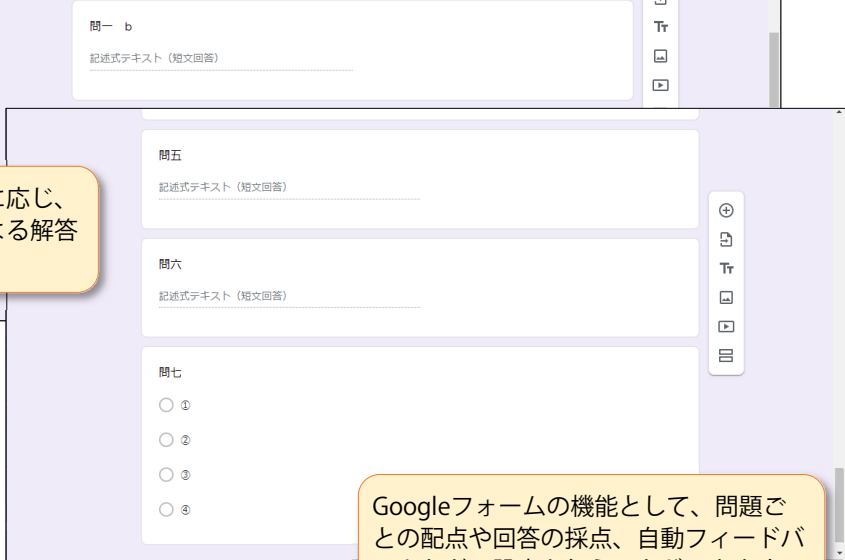 問一 b
記述式テキスト（短文回答）
問五
記述式テキスト（短文回答）
に応じ、
よる解答
問六
記述式テキスト（短文回答）
問七
①
②
③
④
Googleフォームの機能として、問題ご
との配点や回答の採点、自動フィードバ